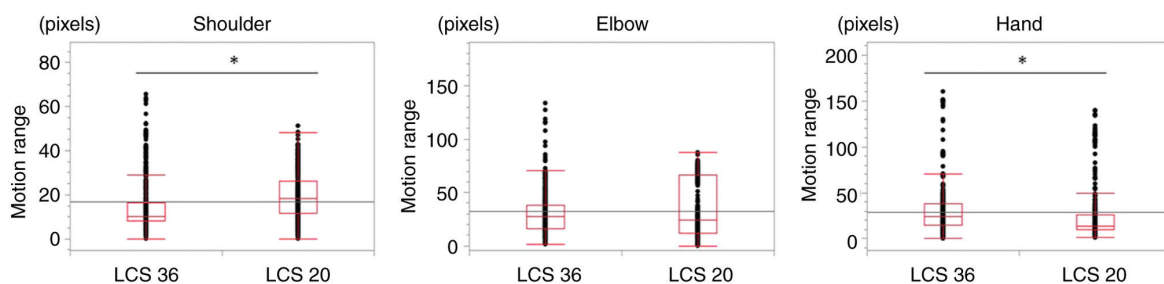 (pixels) Shoulder
*
Motion range
80
60
40
20
0
LCS 36 LCS 20
(pixels) Elbow
Motion range
150
100
50
0
LCS 36 LCS 20
(pixels) Hand
*
Motion range
200
150
100
50
0
LCS 36 LCS 20